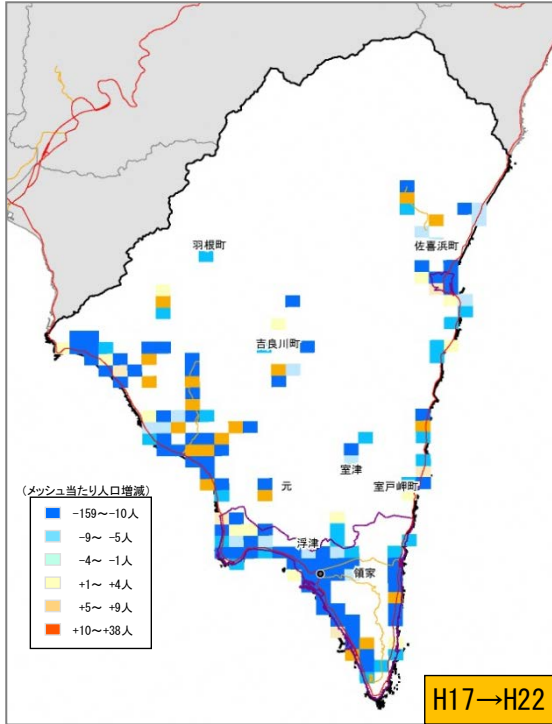 羽根町
佐喜浜町
吉良川町
室津
室戸岬町
元
浮津
領家
(メッシュ当たり人口増減)
-159~-10人
-9~ -5人
-4~ -1人
+1~ +4人
+5~ +9人
+10~+38人
H17→H22